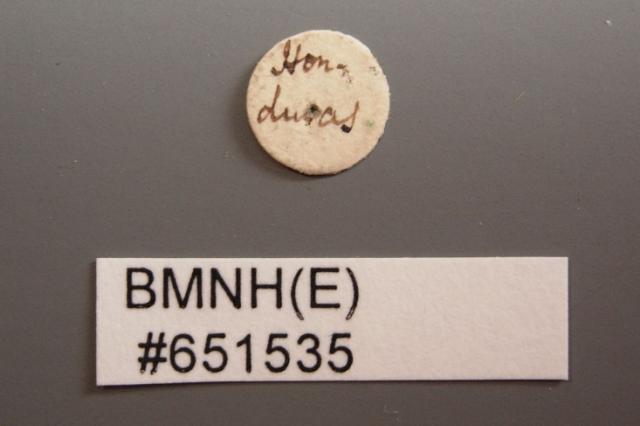 Hon-
duras
BMNH(E)
#651535